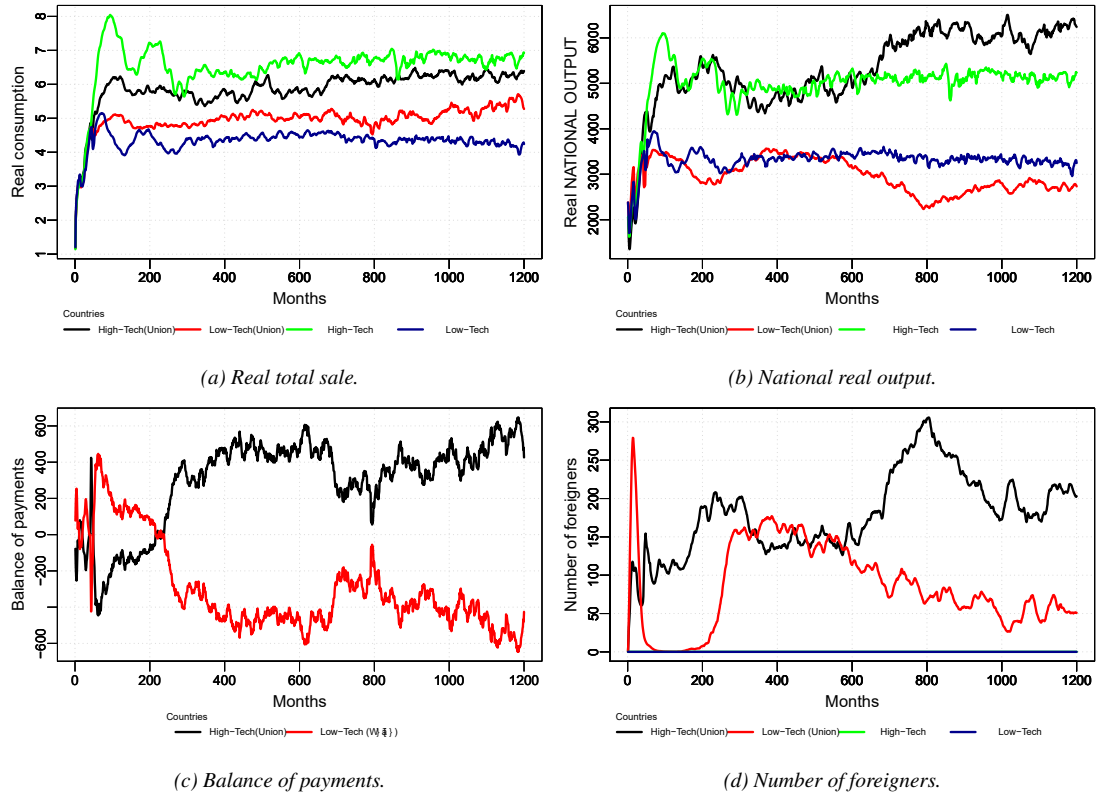 Real consumption
8
7
6
5
4
3
2
1
0 200 400 600 800 1000 1200
Months
Countries
High−Tech(Union) Low−Tech(Union) High−Tech Low−Tech
(a) Real total sale.
Real NATIONAL OUTPUT
6000
5000
4000
3000
2000
0 200 400 600 800 1000 1200
Months
Countries
High−Tech(Union) Low−Tech(Union) High−Tech Low−Tech
(b) National real output.
Balance of payments
600
400
200
0
−200
−600
0 200 400 600 800 1000 1200
Months
Countries
High−Tech(Union) Low−Tech
(c) Balance of payments.
Number of foreigners
300
250
200
150
100
50
0
0 200 400 600 800 1000 1200
Months
Countries
High−Tech(Union) Low−Tech (Union) High−Tech Low−Tech
(d) Number of foreigners.